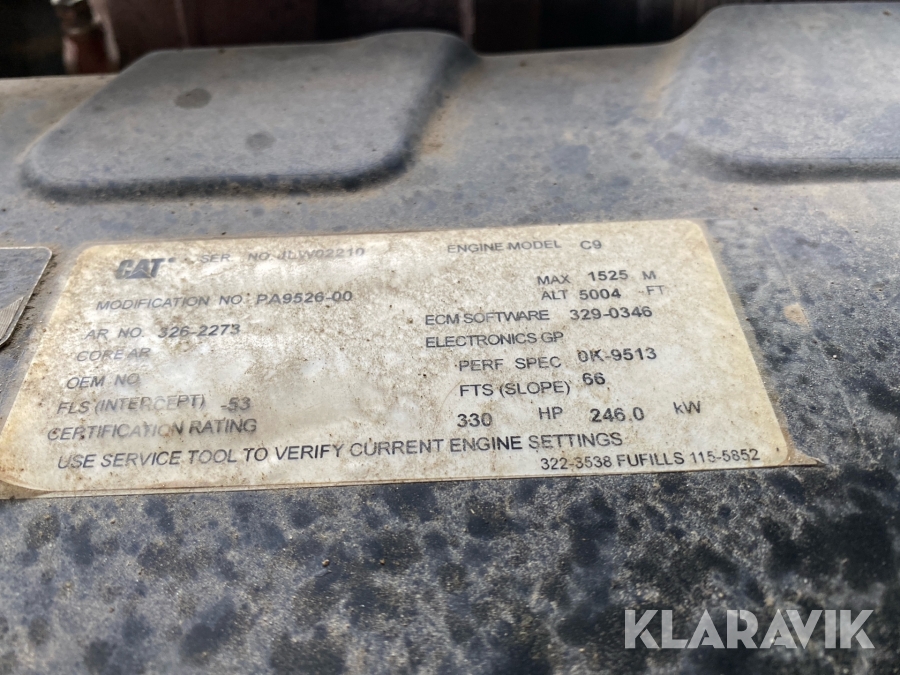 CAT SER NO. ENGINE MODEL C9
MODIFICATION NO. PA9526-00 MAX 1525 M
ALT 5004 FT
AR NO. 326-2273 ECM SOFTWARE 329-0346
CORE AR ELECTRONICS GP
OEM NO PERF SPEC 0K-9513
FLS (INTERCEPT) -53 FTS (SLOPE) 66
CERTIFICATION RATING 330 HP 246.0 kW
USE SERVICE TOOL TO VERIFY CURRENT ENGINE SETTINGS
322-3538 FUFILLS 115-5852
KLARAVIK